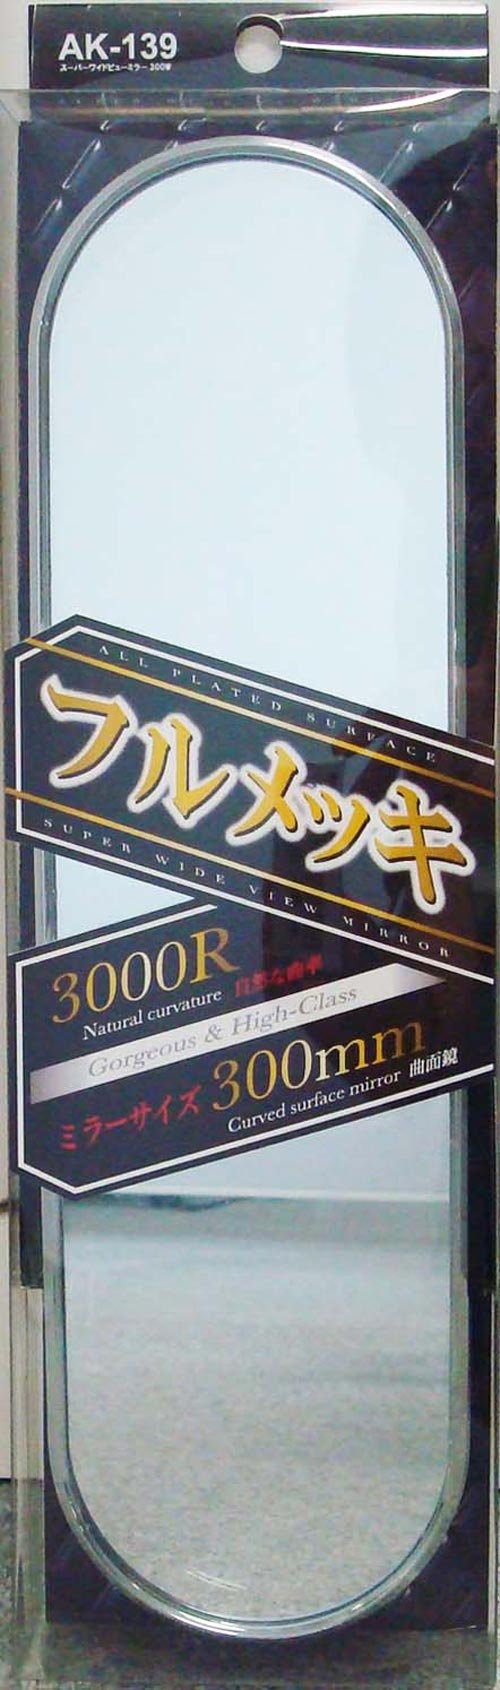 AK-139
スーパーワイドビューミラー 300W
ALL PLATED SURFACE
フルメッキ
SUPER WIDE VIEW MIRROR
3000R
Natural curvature 自然な曲率
Gorgeous & High-Class
ミラーサイズ 300mm
Curved surface mirror 曲面鏡